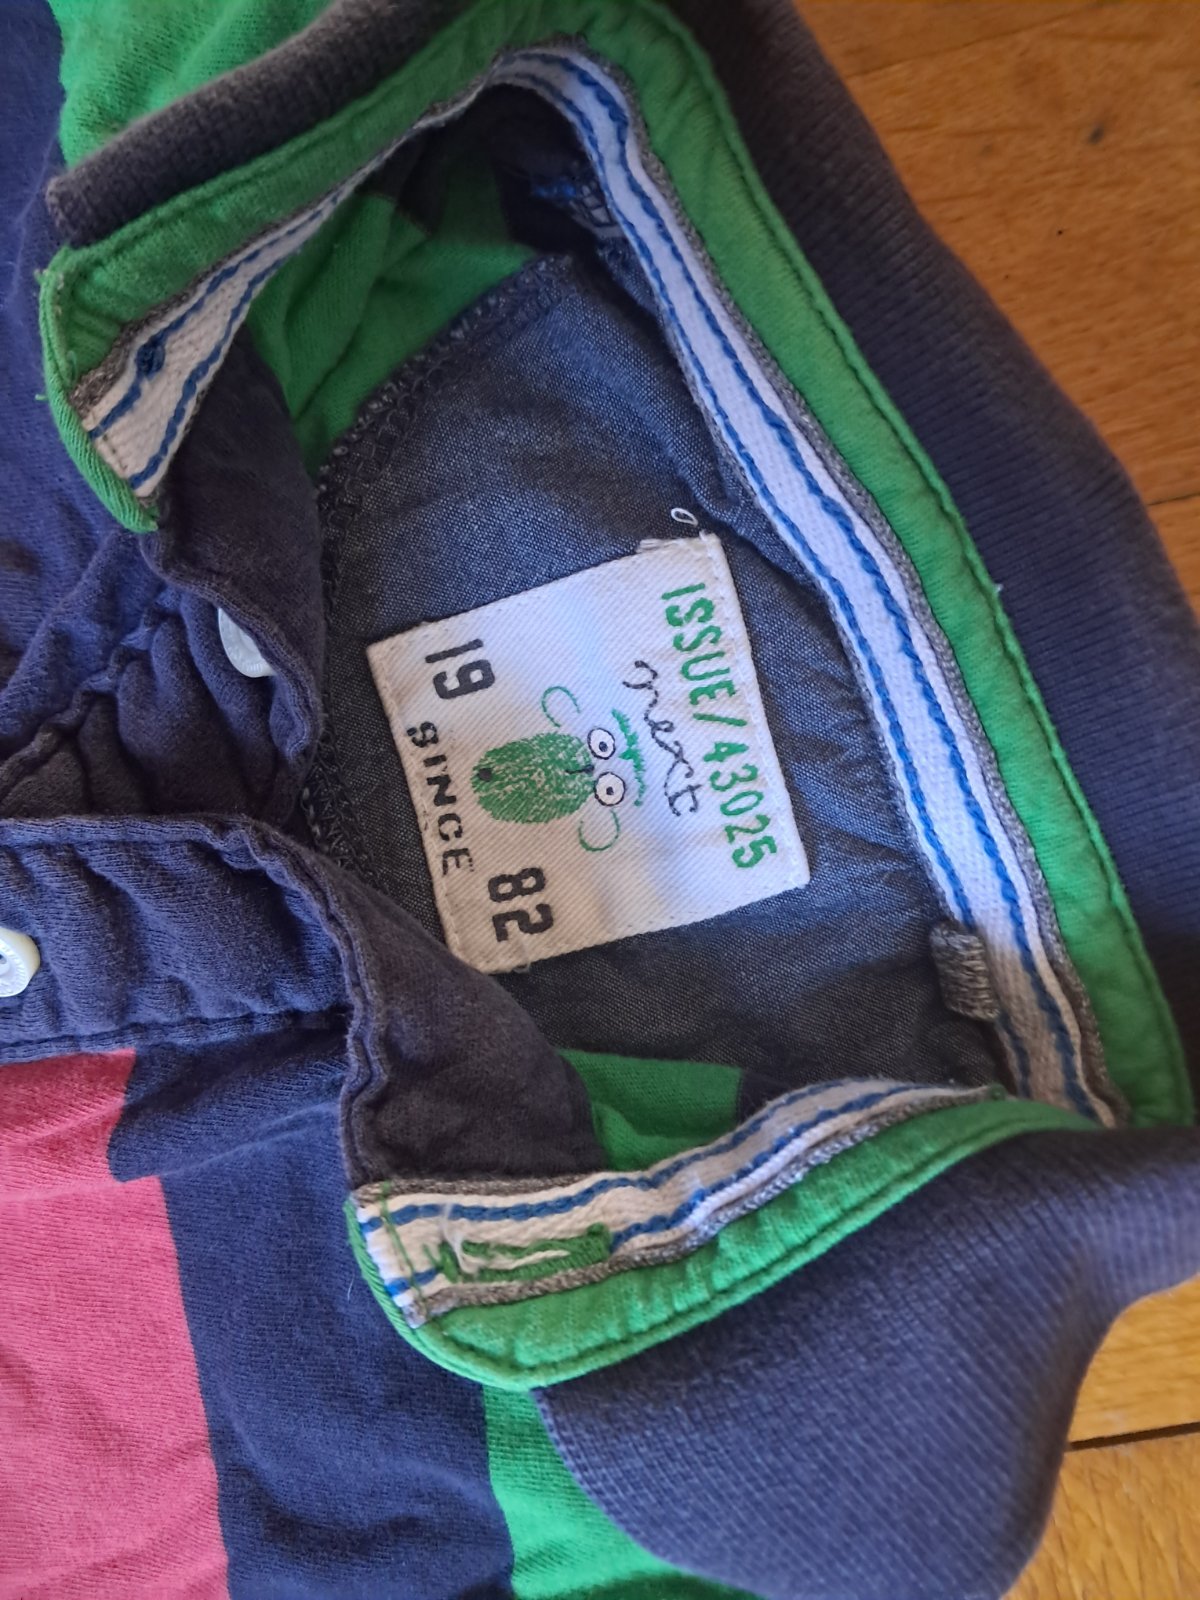 ISSUE/43025
next
19 82
SINCE